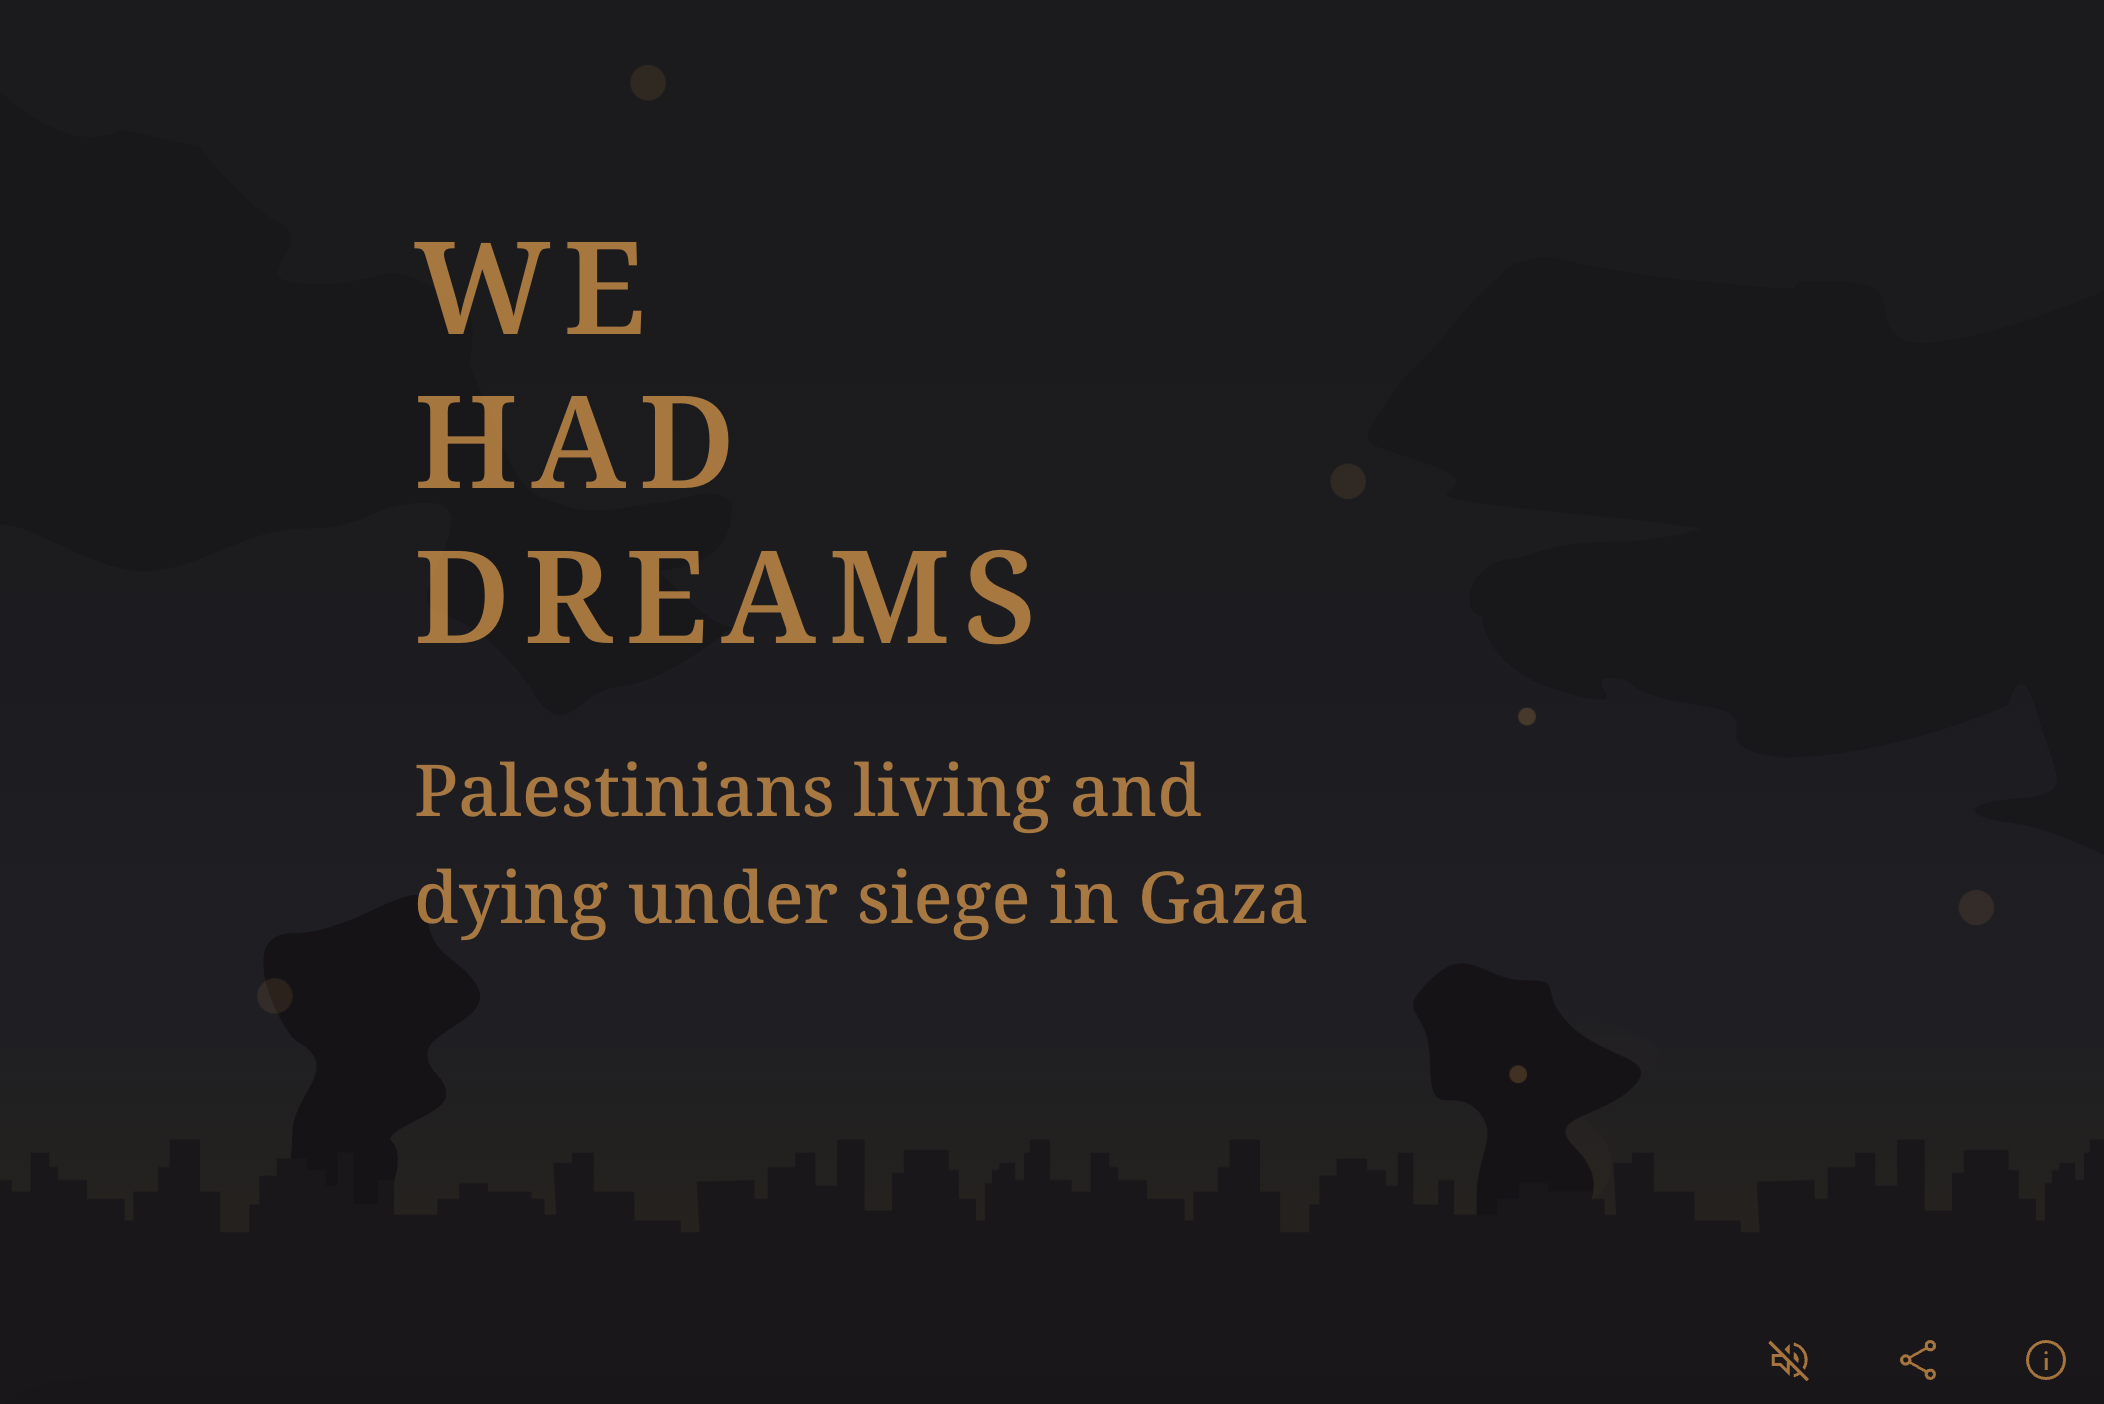 WE
HAD
DREAMS
Palestinians living and
dying under siege in Gaza